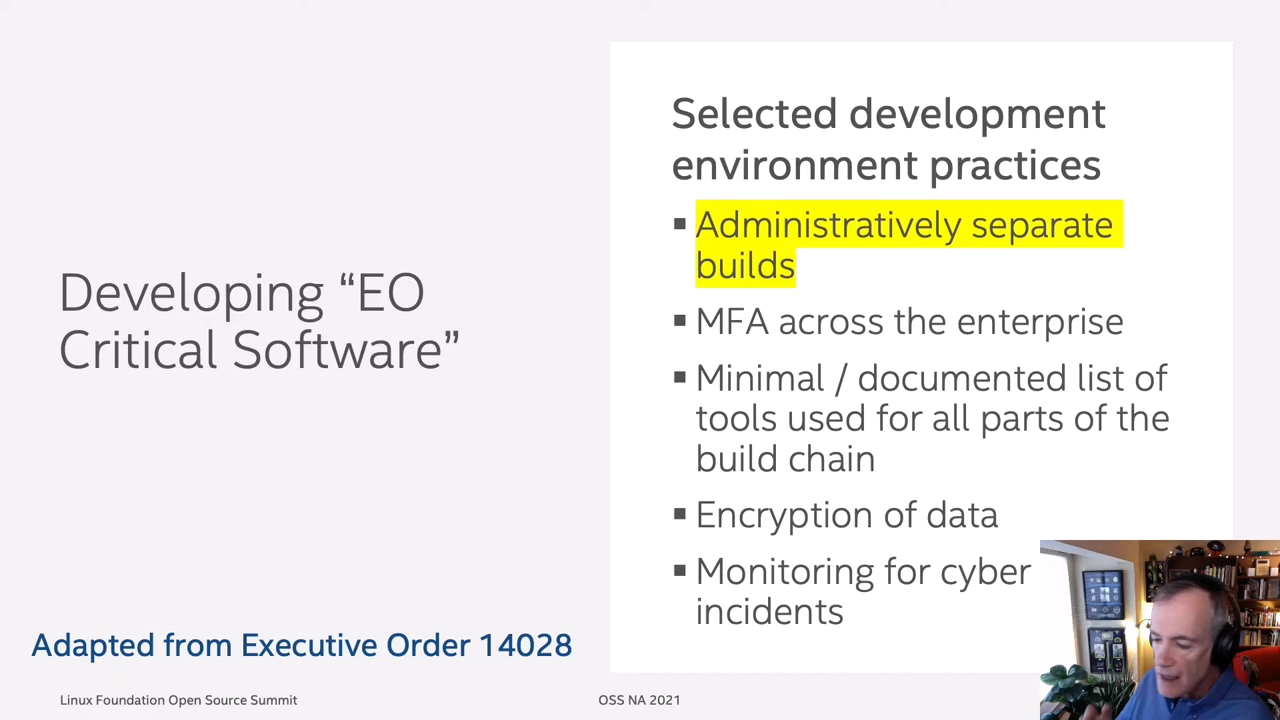 Developing “EO
Critical Software”
Adapted from Executive Order 14028
Selected development
environment practices
▪ Administratively separate
builds
▪ MFA across the enterprise
▪ Minimal / documented list of
tools used for all parts of the
build chain
▪ Encryption of data
▪ Monitoring for cyber
incidents
Linux Foundation Open Source Summit
OSS NA 2021